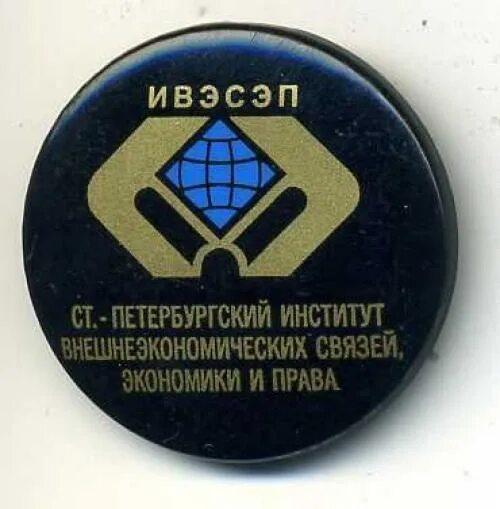 ИВЭСЭП
СТ.- ПЕТЕРБУРГСКИЙ ИНСТИТУТ
ВНЕШНЕЭКОНОМИЧЕСКИХ СВЯЗЕЙ,
ЭКОНОМИКИ И ПРАВА